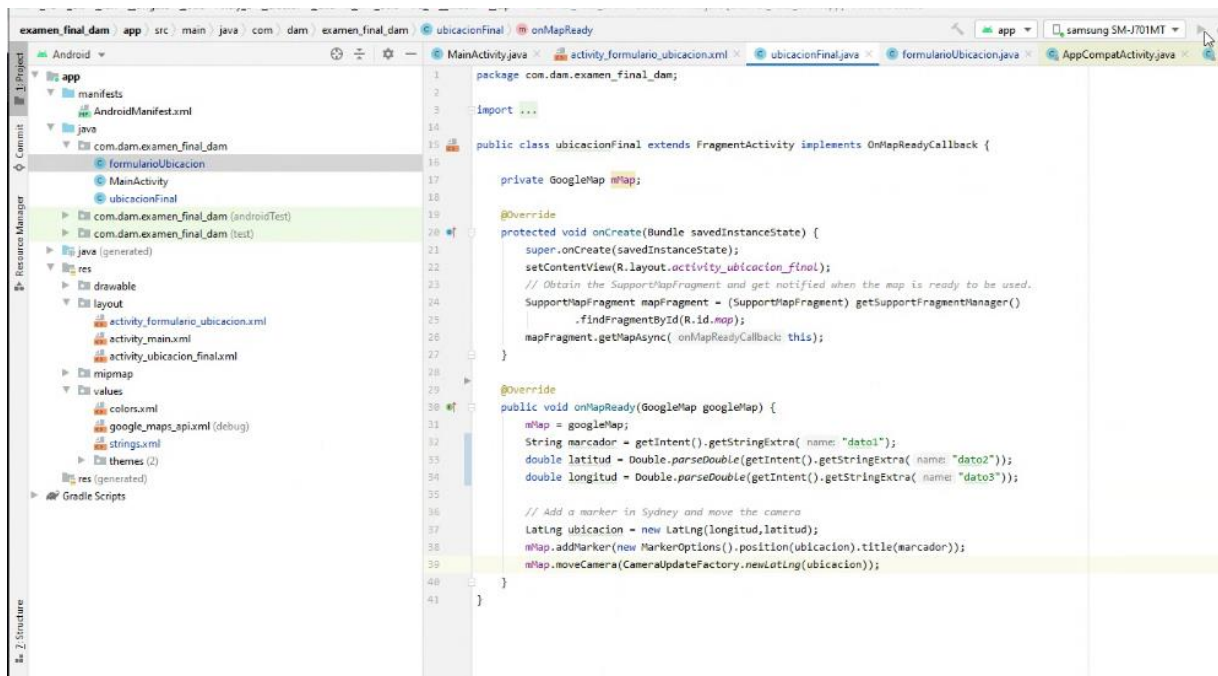 examen_final_dam app src main java com dam examen_final_dam ubicacionFinal onMapReady
app samsung SM-J701MT
Android
MainActivity.java activity_formulario_ubicacion.xml ubicacionFinal.java formularioUbicacion.java AppCompatActivity.java
1: Project
Commit
Resource Manager
7: Structure
app
manifests
AndroidManifest.xml
java
com.dam.examen_final_dam
formularioUbicacion
MainActivity
ubicacionFinal
com.dam.examen_final_dam (androidTest)
com.dam.examen_final_dam (test)
java (generated)
res
drawable
layout
activity_formulario_ubicacion.xml
activity_main.xml
activity_ubicacion_final.xml
mipmap
values
colors.xml
google_maps_api.xml (debug)
strings.xml
themes (2)
res (generated)
Gradle Scripts
1 package com.dam.examen_final_dam;
2
3 import ...
14
15 public class ubicacionFinal extends FragmentActivity implements OnMapReadyCallback {
16
17 private GoogleMap mMap;
18
19 @Override
20 protected void onCreate(Bundle savedInstanceState) {
21 super.onCreate(savedInstanceState);
22 setContentView(R.layout.activity_ubicacion_final);
23 // Obtain the SupportMapFragment and get notified when the map is ready to be used.
24 SupportMapFragment mapFragment = (SupportMapFragment) getSupportFragmentManager()
25 .findFragmentById(R.id.map);
26 mapFragment.getMapAsync( onMapReadyCallback: this);
27 }
28
29 @Override
30 public void onMapReady(GoogleMap googleMap) {
31 mMap = googleMap;
32 String marcador = getIntent().getStringExtra( name: "dato1");
33 double latitud = Double.parseDouble(getIntent().getStringExtra( name: "dato2"));
34 double longitud = Double.parseDouble(getIntent().getStringExtra( name: "dato3"));
35
36 // Add a marker in Sydney and move the camera
37 LatLng ubicacion = new LatLng(longitud,latitud);
38 mMap.addMarker(new MarkerOptions().position(ubicacion).title(marcador));
39 mMap.moveCamera(CameraUpdateFactory.newLatLng(ubicacion));
40 }
41 }